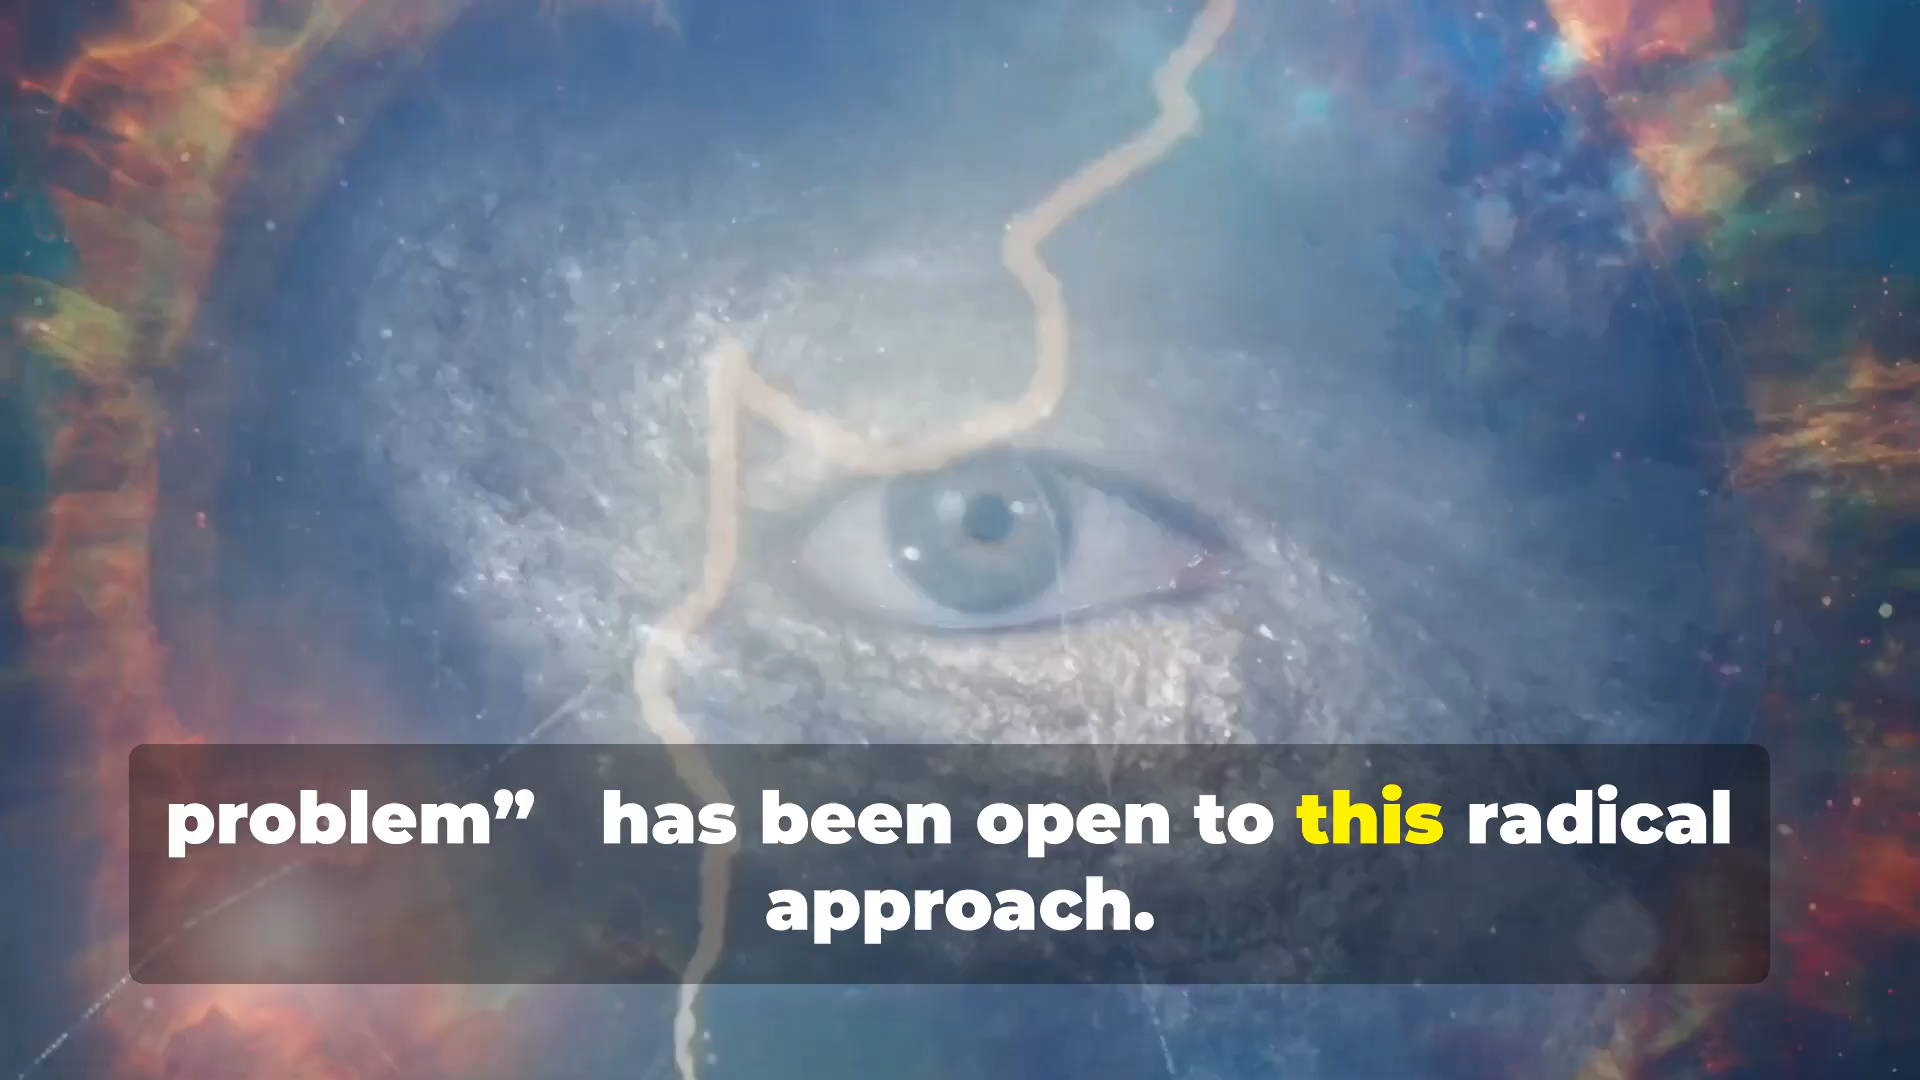 problem” has been open to this radical
approach.